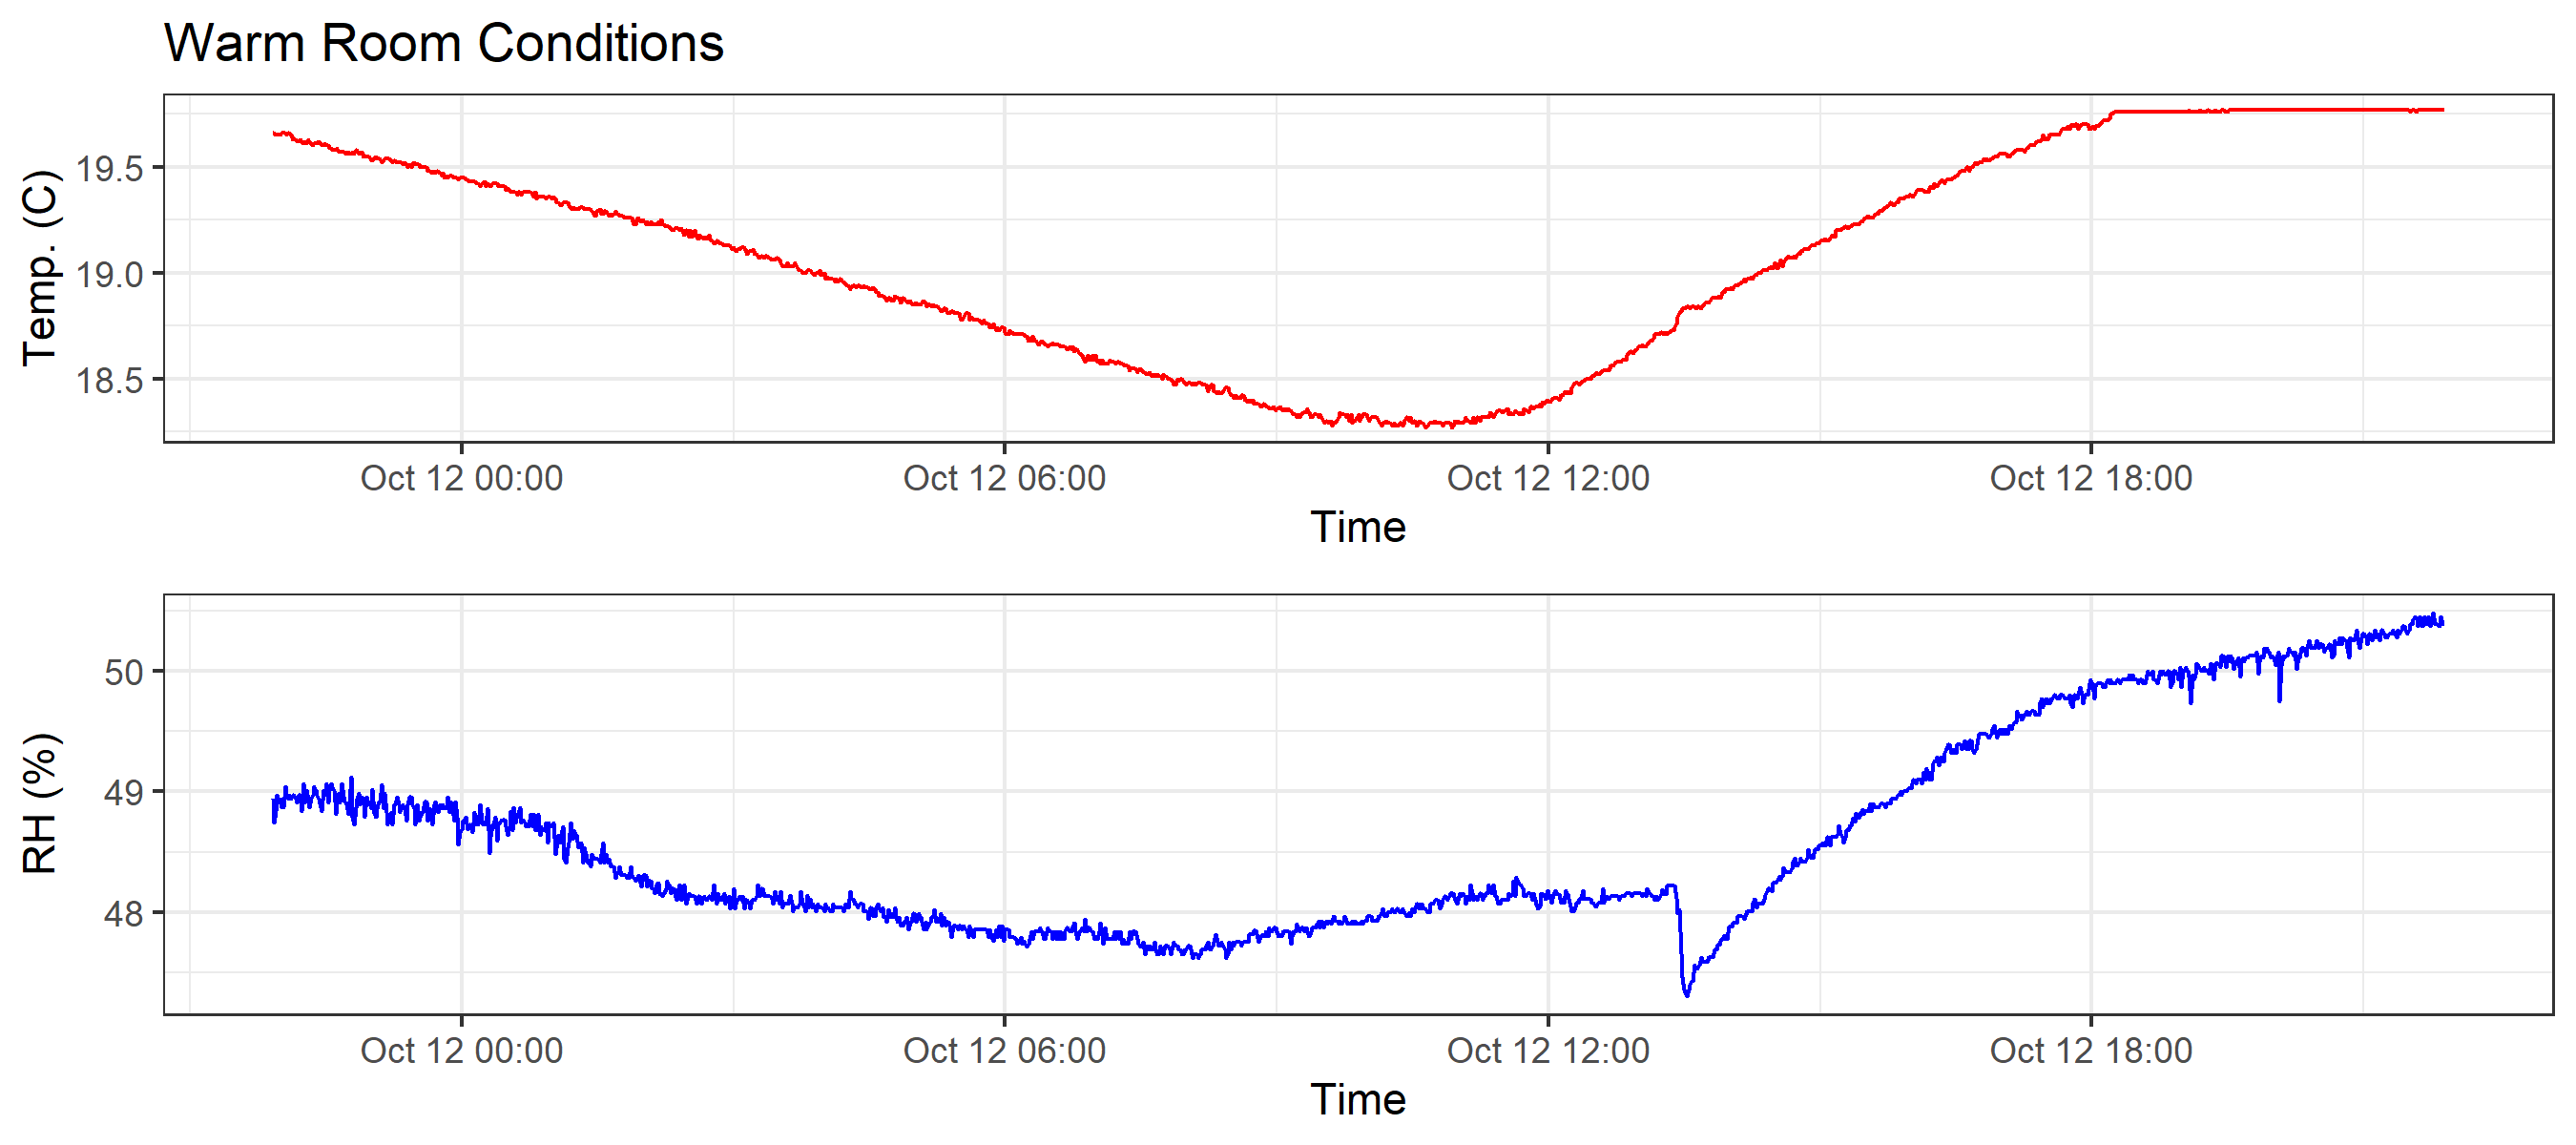 Warm Room Conditions
Temp. (C)
19.5
19.0
18.5
Oct 12 00:00 Oct 12 06:00 Oct 12 12:00 Oct 12 18:00
Time
RH (%)
50
49
48
Oct 12 00:00 Oct 12 06:00 Oct 12 12:00 Oct 12 18:00
Time